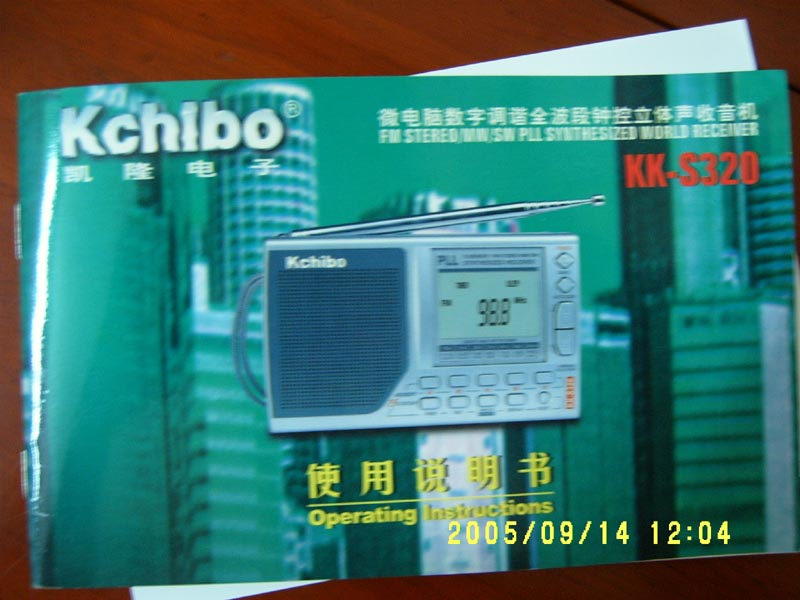 Kchibo®
凯隆电子
微电脑数字调谐全波段钟控立体声收音机
FM STEREO/MW/SW PLL SYNTHESIZED WORLD RECEIVER
KK-S320
Kchibo
PLL
FM
98.8
MHz
使用说明书
Operating Instructions
2005/09/14 12:04